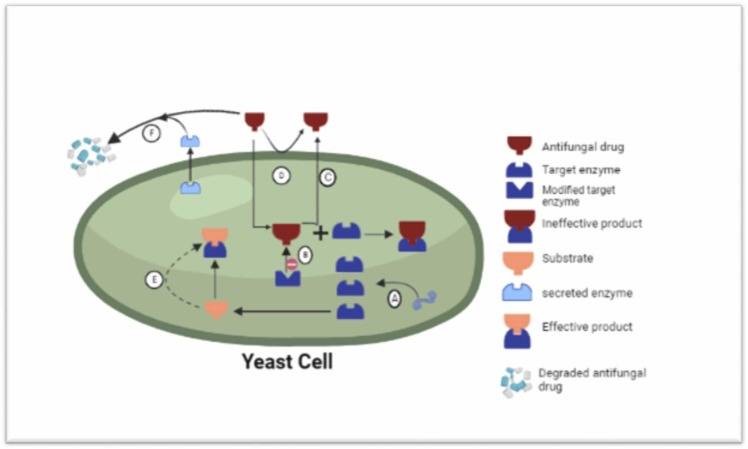 F
D
C
B
E
A
Yeast Cell
Antifungal drug
Target enzyme
Modified target
enzyme
Ineffective product
Substrate
secreted enzyme
Effective product
Degraded antifungal
drug